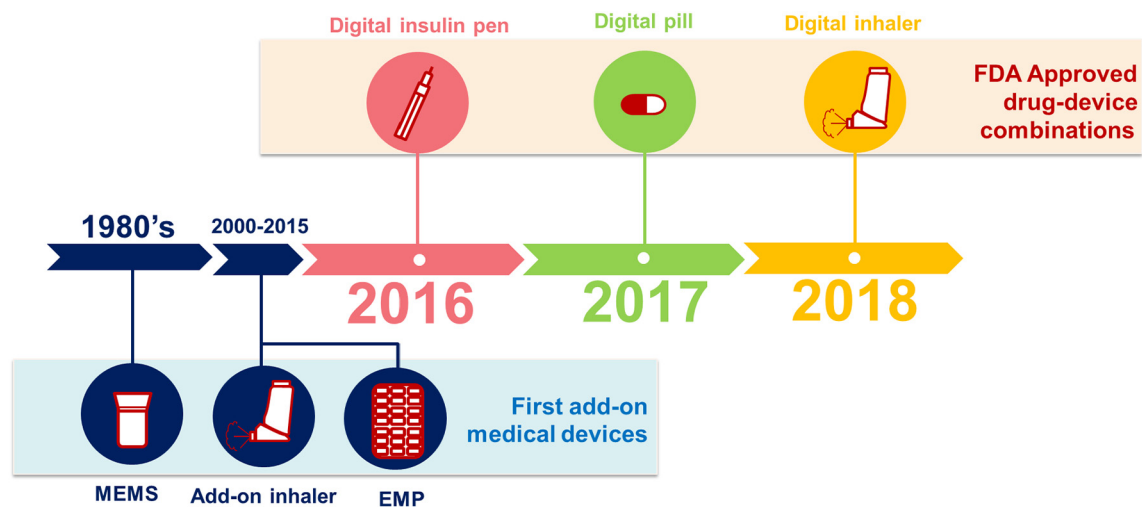 Digital insulin pen
Digital pill
Digital inhaler
FDA Approved
drug-device
combinations
1980’s
2000-2015
2016
2017
2018
First add-on
medical devices
MEMS
Add-on inhaler
EMP